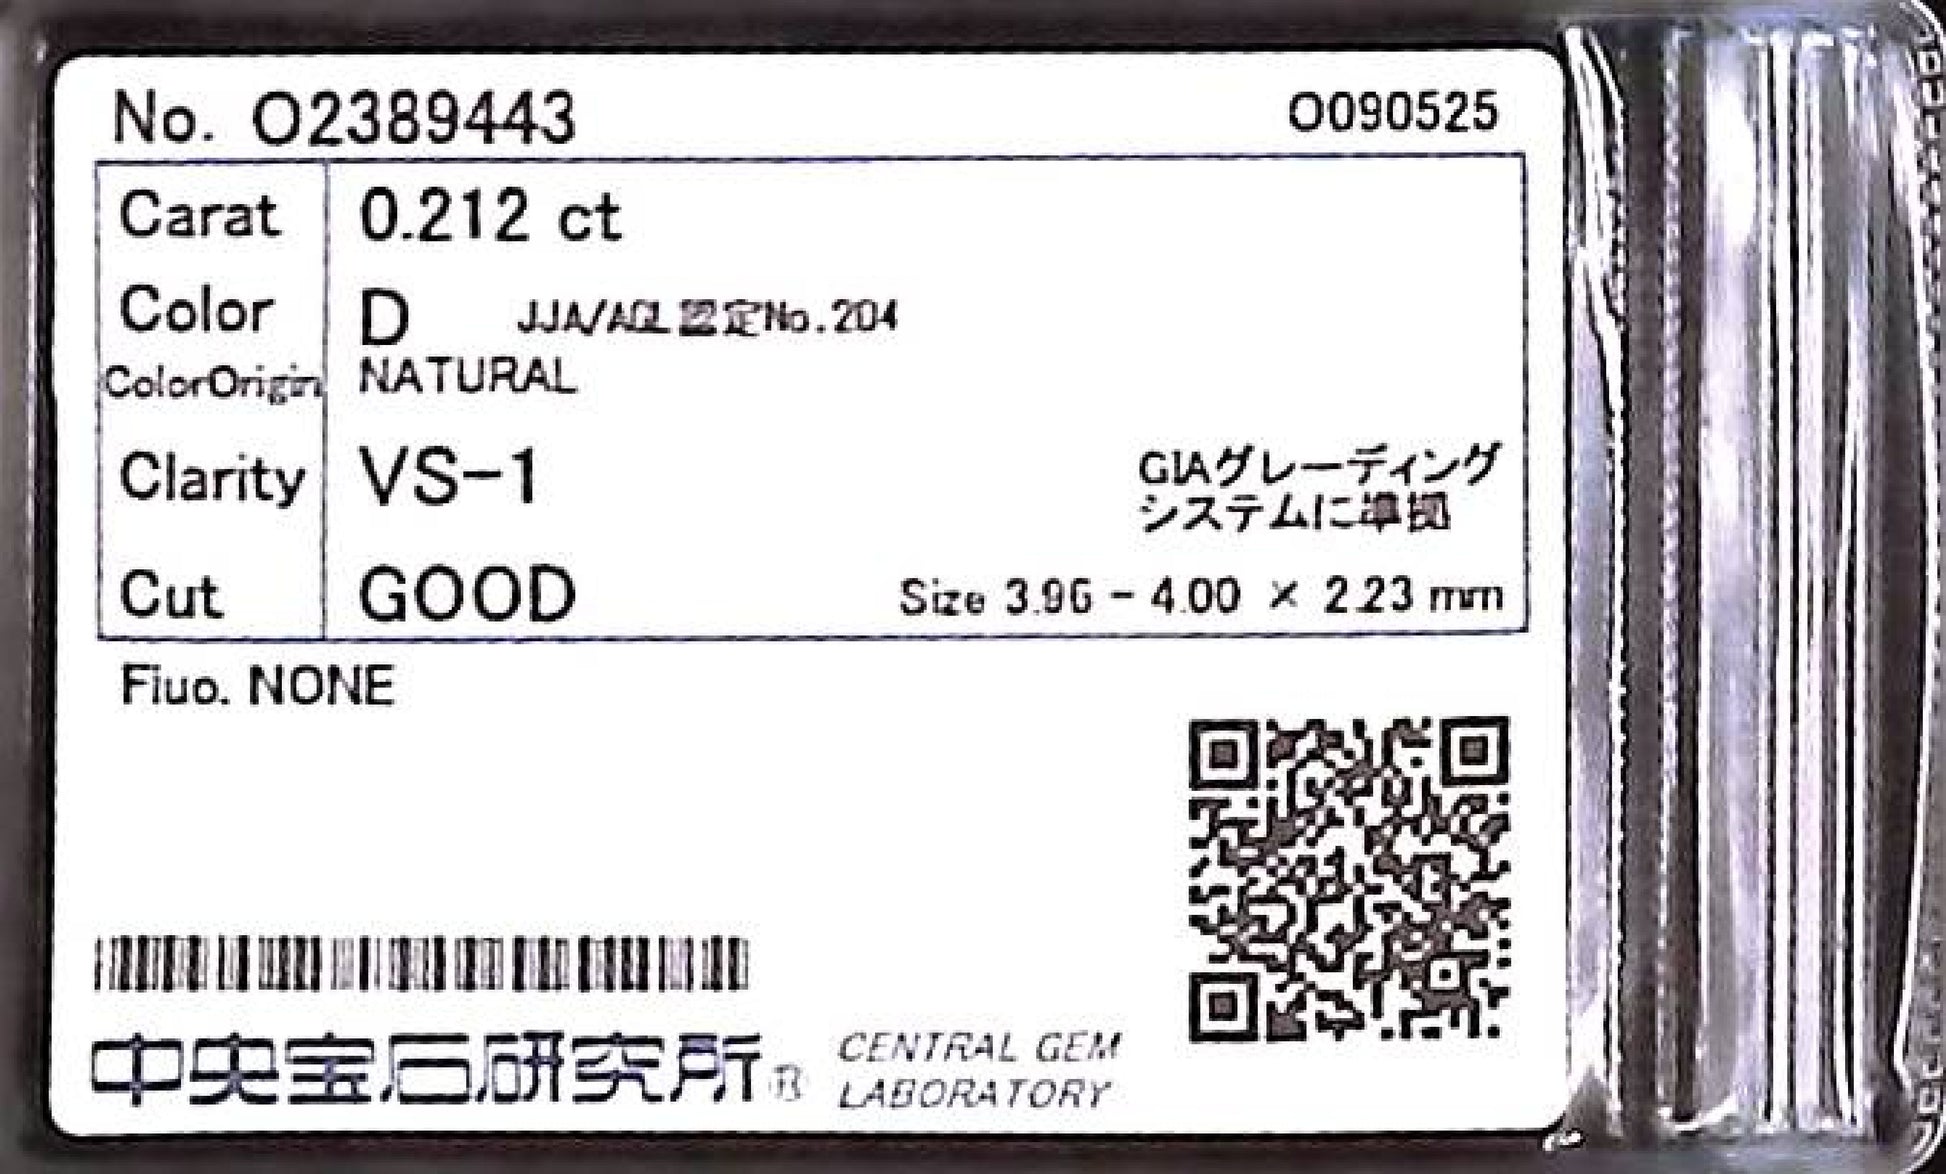 No. O2389443 O090525
Carat 0.212 ct
Color D JJA/AGL認定No.204
ColorOrigin NATURAL
Clarity VS-1 GIAグレーディング
システムに準拠
Cut GOOD Size 3.96 - 4.00 × 2.23 mm
Fluo. NONE
中央宝石研究所® CENTRAL GEM
LABORATORY